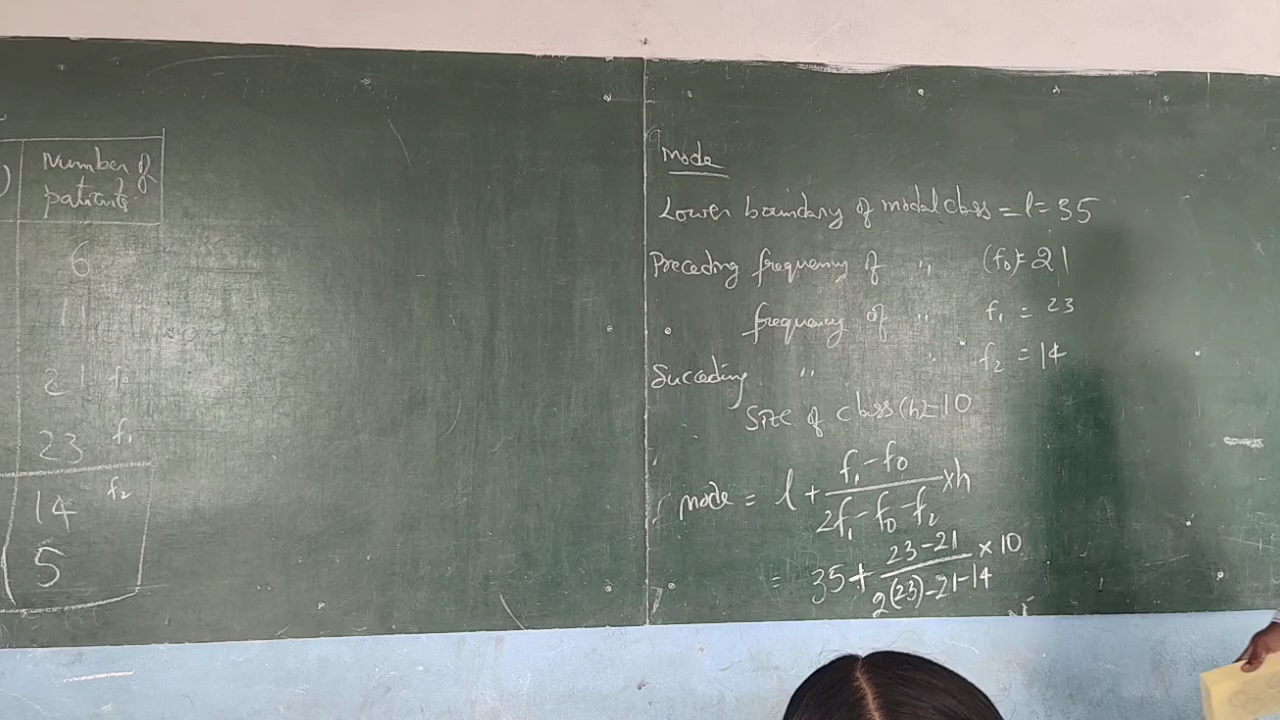 )
Number of
patients
6
11
21 f₀
23 f₁
14 f₂
5
Mode
Lower boundary of modal class = l = 35
Preceding frequency of " (f₀) = 21
frequency of " f₁ = 23
Succeding " " f₂ = 14
Size of class (h) = 10
mode = l + (f₁ - f₀)/(2f₁ - f₀ - f₂) × h
= 35 + (23 - 21)/(2(23) - 21 - 14) × 10